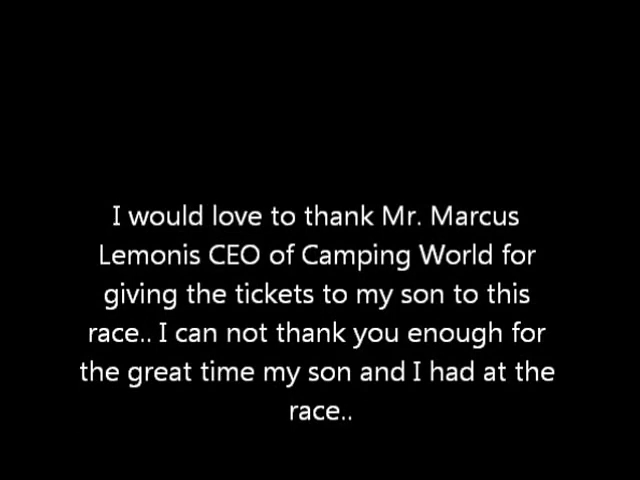 I would love to thank Mr. Marcus
Lemonis CEO of Camping World for
giving the tickets to my son to this
race.. I can not thank you enough for
the great time my son and I had at the
race..